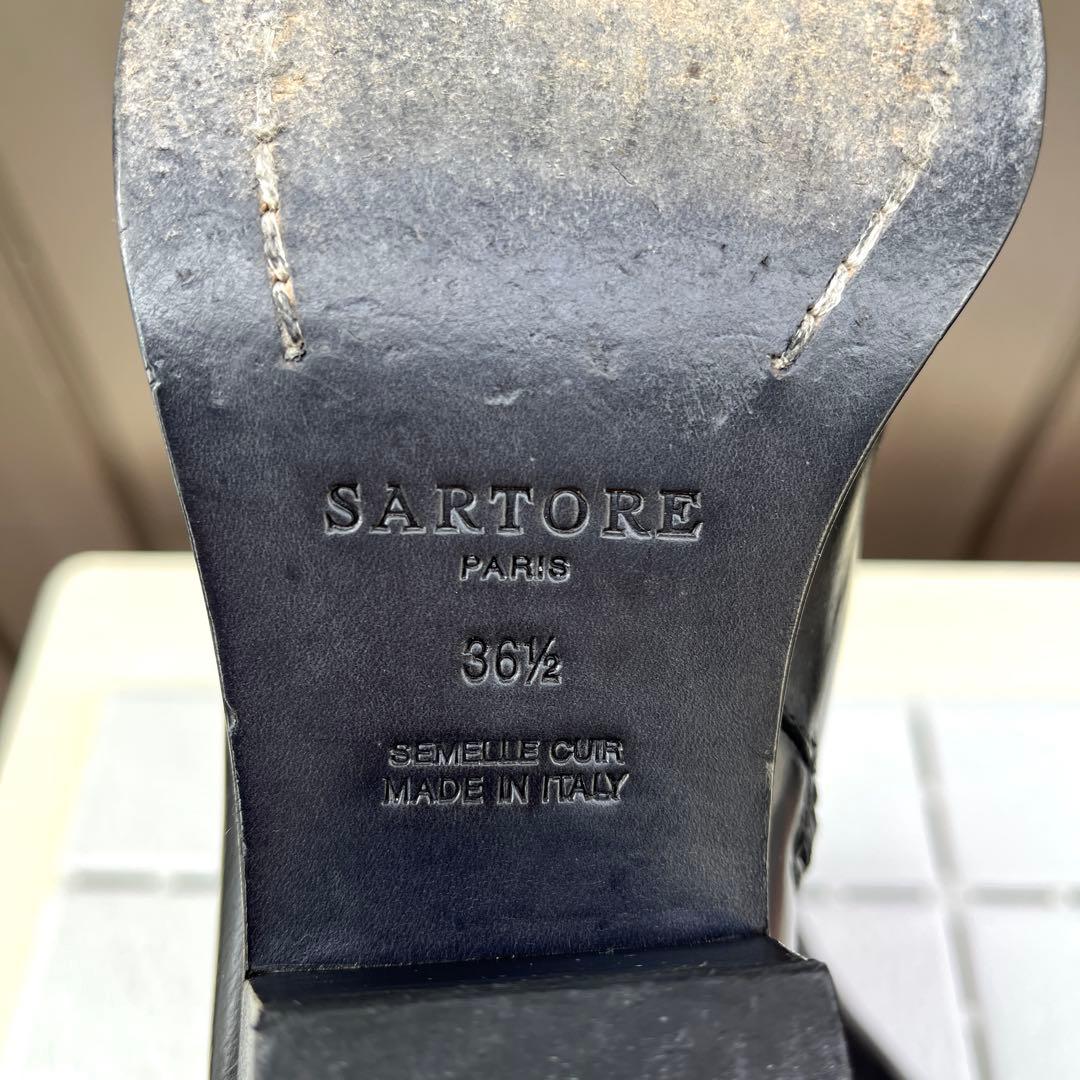 SARTORE
PARIS
36½
SEMELLE CUIR
MADE IN ITALY